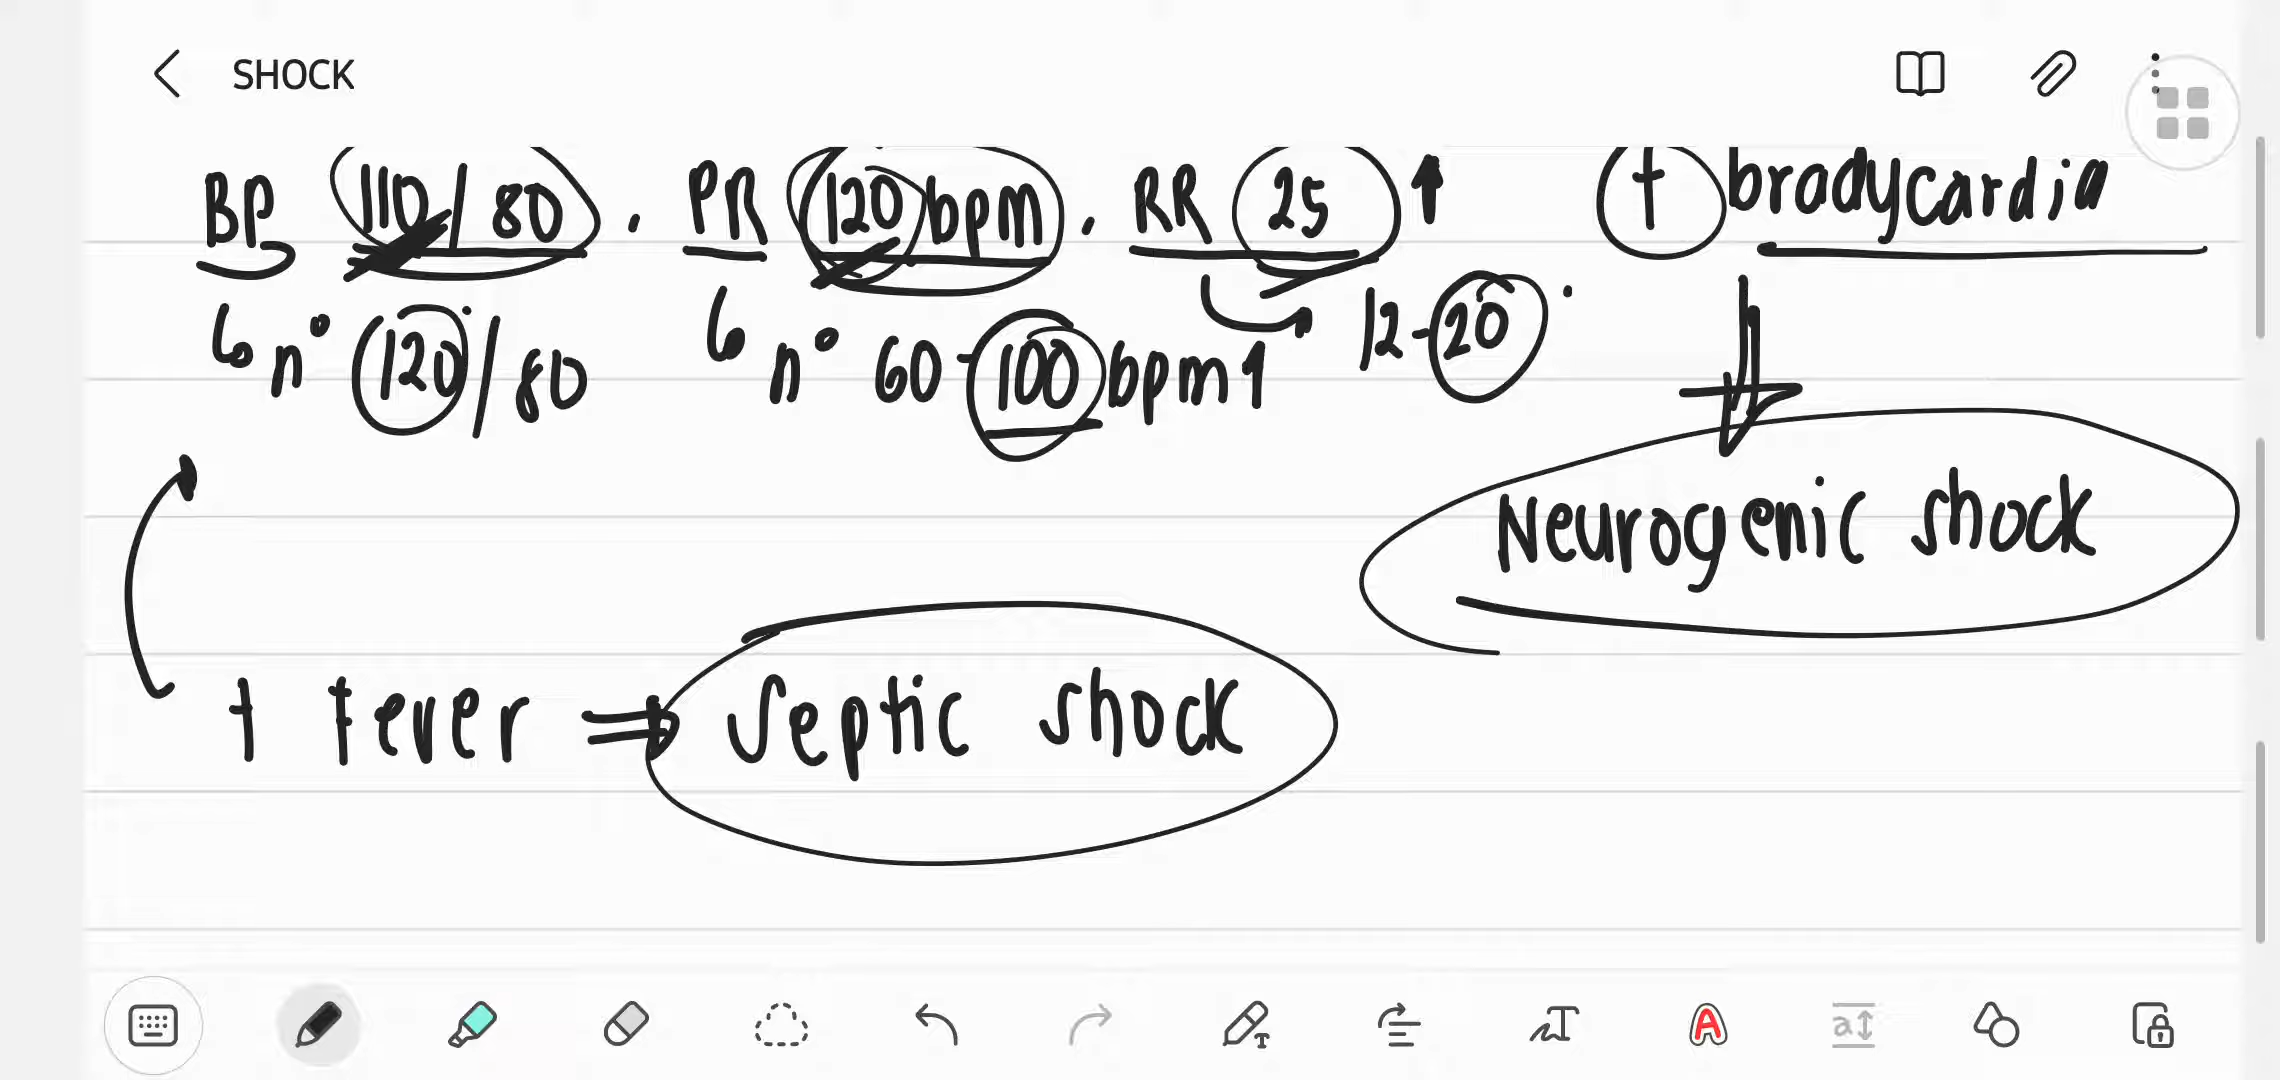 SHOCK
BP 110/80. PR 120 bpm. RR 25 ↑ + bradycardia
n° 120/80 n° 60-100 bpm↑ 12-20
Neurogenic shock
+ fever ⇒ Septic shock